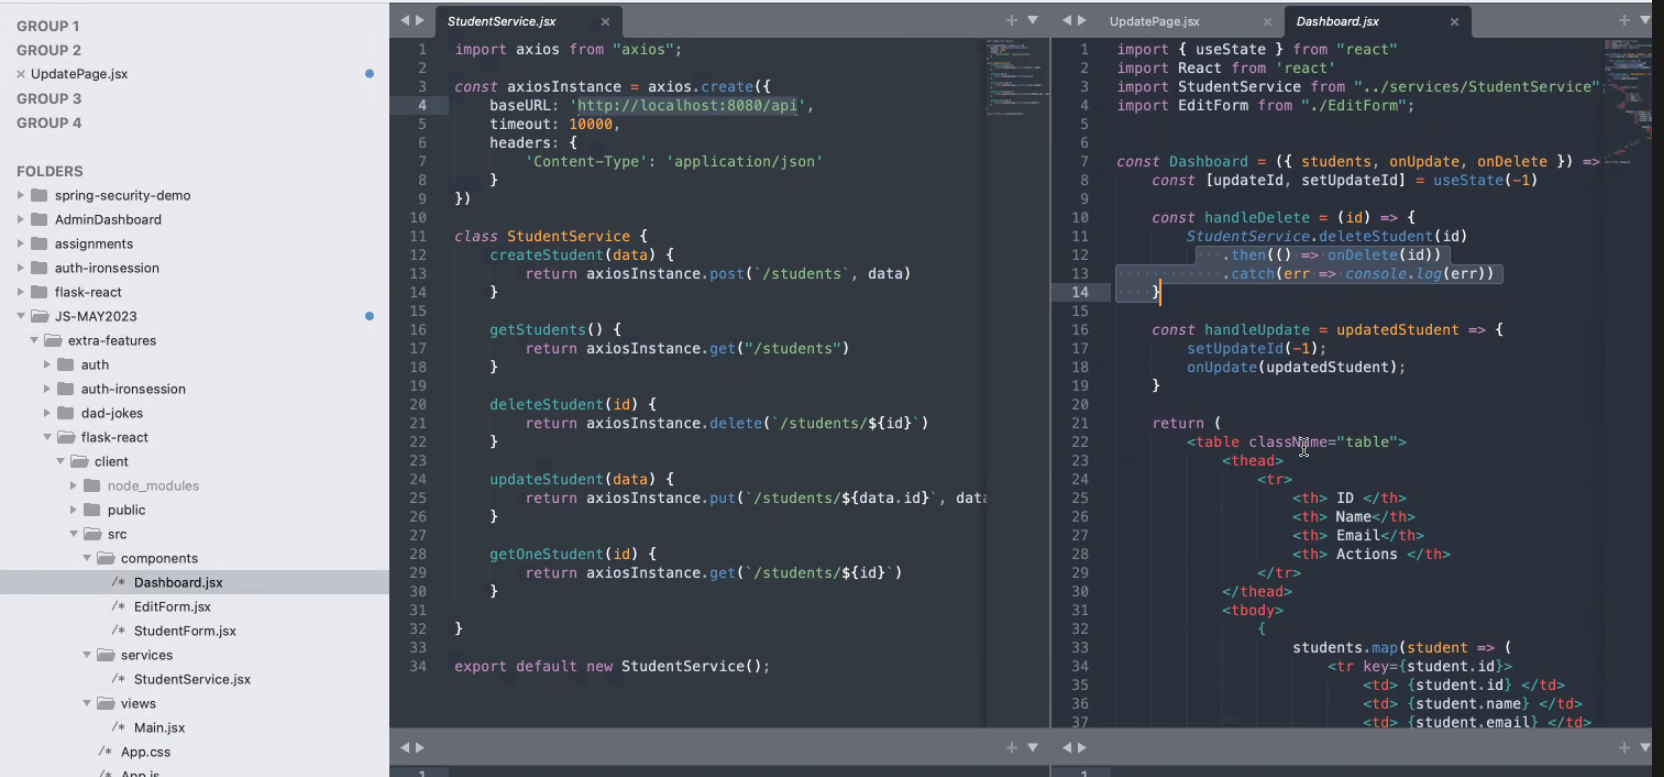 GROUP 1
GROUP 2
UpdatePage.jsx
GROUP 3
GROUP 4
FOLDERS
spring-security-demo
AdminDashboard
assignments
auth-ironsession
flask-react
JS-MAY2023
extra-features
auth
auth-ironsession
dad-jokes
flask-react
client
node_modules
public
src
components
/* Dashboard.jsx
/* EditForm.jsx
/* StudentForm.jsx
services
/* StudentService.jsx
views
/* Main.jsx
/* App.css
/* App.js
StudentService.jsx
1 import axios from "axios";
2
3 const axiosInstance = axios.create({
4 baseURL: 'http://localhost:8080/api',
5 timeout: 10000,
6 headers: {
7 'Content-Type': 'application/json'
8 }
9 })
10
11 class StudentService {
12 createStudent(data) {
13 return axiosInstance.post(`/students`, data)
14 }
15
16 getStudents() {
17 return axiosInstance.get("/students")
18 }
19
20 deleteStudent(id) {
21 return axiosInstance.delete(`/students/${id}`)
22 }
23
24 updateStudent(data) {
25 return axiosInstance.put(`/students/${data.id}`, data
26 }
27
28 getOneStudent(id) {
29 return axiosInstance.get(`/students/${id}`)
30 }
31
32 }
33
34 export default new StudentService();
1
UpdatePage.jsx
Dashboard.jsx
1 import { useState } from "react"
2 import React from 'react'
3 import StudentService from "../services/StudentService"
4 import EditForm from "./EditForm";
5
6
7 const Dashboard = ({ students, onUpdate, onDelete }) =>
8 const [updateId, setUpdateId] = useState(-1)
9
10 const handleDelete = (id) => {
11 StudentService.deleteStudent(id)
12 .then(() => onDelete(id))
13 .catch(err => console.log(err))
14 }
15
16 const handleUpdate = updatedStudent => {
17 setUpdateId(-1);
18 onUpdate(updatedStudent);
19 }
20
21 return (
22 <table className="table">
23 <thead>
24 <tr>
25 <th> ID </th>
26 <th> Name</th>
27 <th> Email</th>
28 <th> Actions </th>
29 </tr>
30 </thead>
31 <tbody>
32 {
33 students.map(student => (
34 <tr key={student.id}>
35 <td> {student.id} </td>
36 <td> {student.name} </td>
37 <td> {student.email} </td>
1